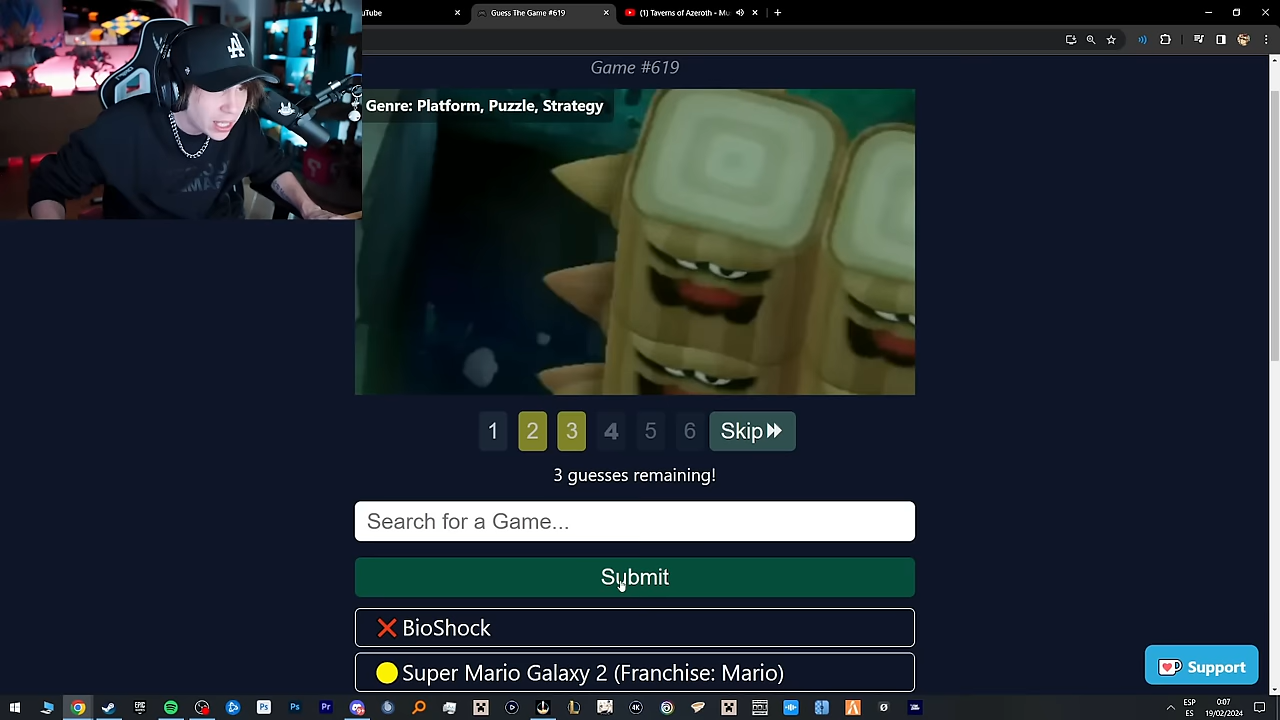 uTube
Guess The Game #619
(1) Taverns of Azeroth - Mu
Game #619
Genre: Platform, Puzzle, Strategy
1 2 3 4 5 6 Skip
3 guesses remaining!
Search for a Game...
Submit
BioShock
Super Mario Galaxy 2 (Franchise: Mario)
Support
ESP
ES
0:07
19/02/2024